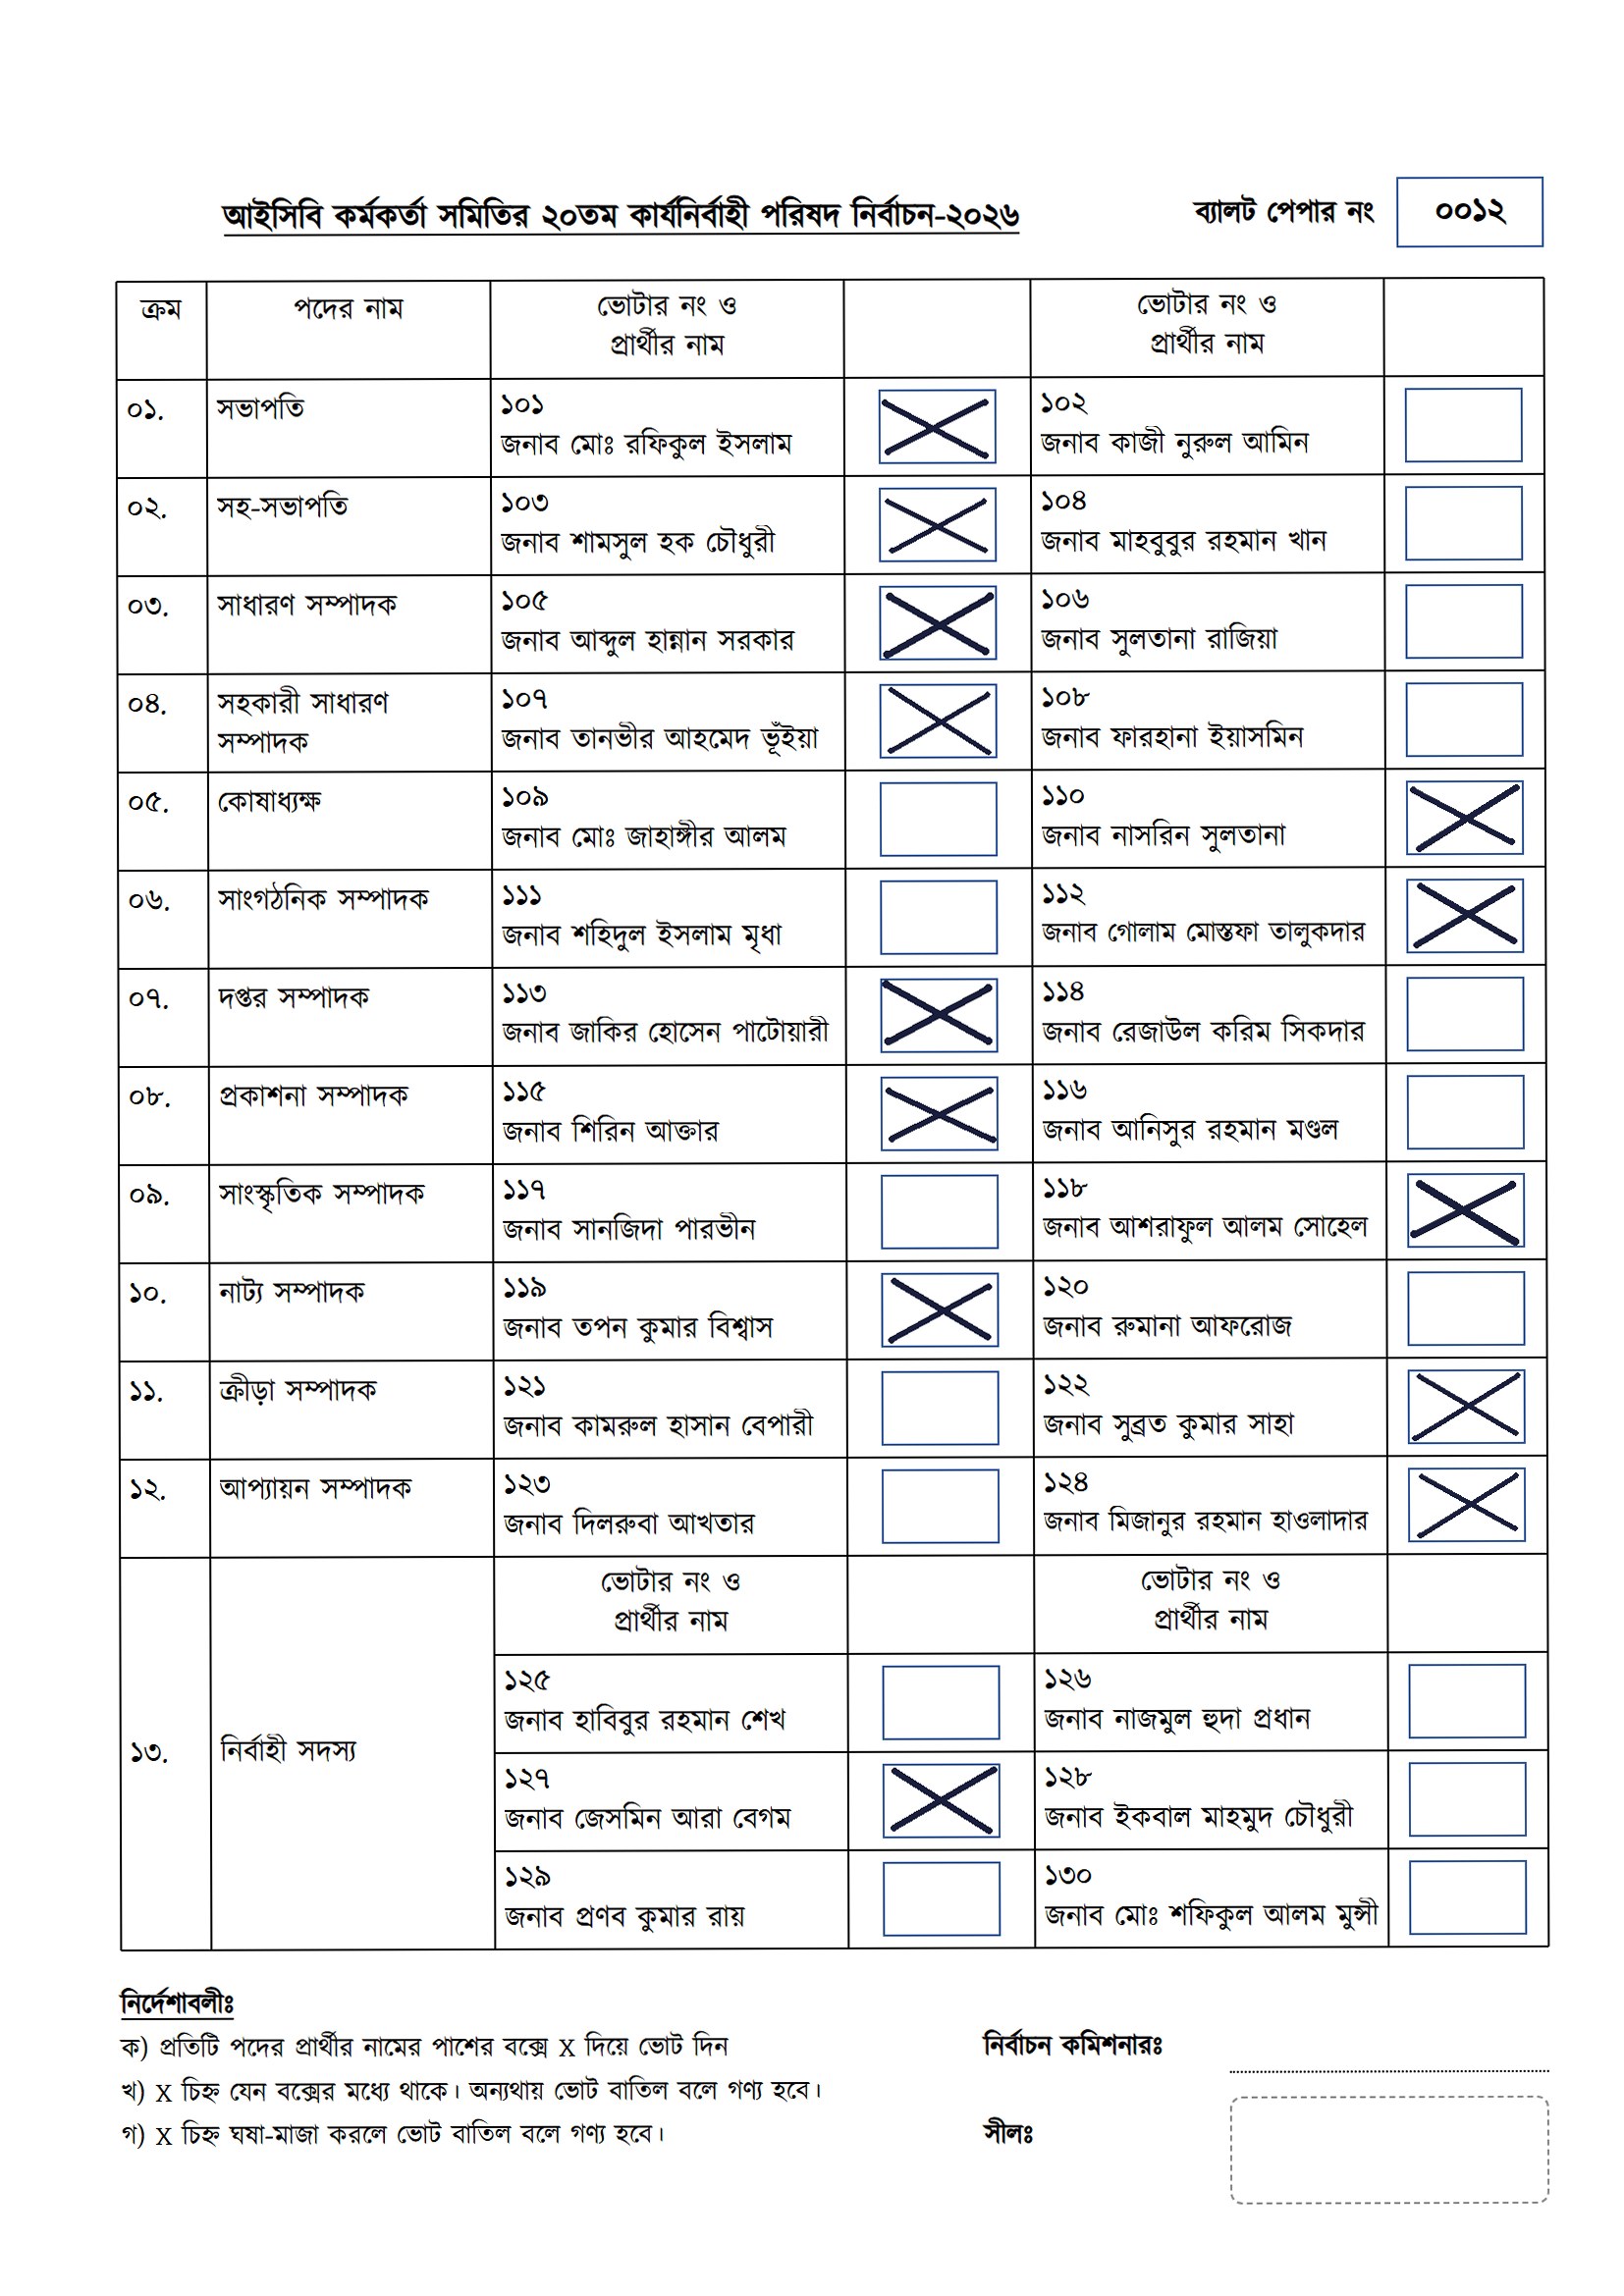 আইসিবি কর্মকর্তা সমিতির ২০তম কার্যনির্বাহী পরিষদ নির্বাচন-২০২৬ ব্যালট পেপার নং ০০১২
ক্রম পদের নাম ভোটার নং ও ভোটার নং ও
প্রার্থীর নাম প্রার্থীর নাম
০১. সভাপতি ১০১ ১০২
জনাব মোঃ রফিকুল ইসলাম জনাব কাজী নুরুল আমিন
০২. সহ-সভাপতি ১০৩ ১০৪
জনাব শামসুল হক চৌধুরী জনাব মাহবুবুর রহমান খান
০৩. সাধারণ সম্পাদক ১০৫ ১০৬
জনাব আব্দুল হান্নান সরকার জনাব সুলতানা রাজিয়া
০৪. সহকারী সাধারণ ১০৭ ১০৮
সম্পাদক জনাব তানভীর আহমেদ ভূঁইয়া জনাব ফারহানা ইয়াসমিন
০৫. কোষাধ্যক্ষ ১০৯ ১১০
জনাব মোঃ জাহাঙ্গীর আলম জনাব নাসরিন সুলতানা
০৬. সাংগঠনিক সম্পাদক ১১১ ১১২
জনাব শহিদুল ইসলাম মৃধা জনাব গোলাম মোস্তফা তালুকদার
০৭. দপ্তর সম্পাদক ১১৩ ১১৪
জনাব জাকির হোসেন পাটোয়ারী জনাব রেজাউল করিম সিকদার
০৮. প্রকাশনা সম্পাদক ১১৫ ১১৬
জনাব শিরিন আক্তার জনাব আনিসুর রহমান মণ্ডল
০৯. সাংস্কৃতিক সম্পাদক ১১৭ ১১৮
জনাব সানজিদা পারভীন জনাব আশরাফুল আলম সোহেল
১০. নাট্য সম্পাদক ১১৯ ১২০
জনাব তপন কুমার বিশ্বাস জনাব রুমানা আফরোজ
১১. ক্রীড়া সম্পাদক ১২১ ১২২
জনাব কামরুল হাসান বেপারী জনাব সুব্রত কুমার সাহা
১২. আপ্যায়ন সম্পাদক ১২৩ ১২৪
জনাব দিলরুবা আখতার জনাব মিজানুর রহমান হাওলাদার
ভোটার নং ও ভোটার নং ও
প্রার্থীর নাম প্রার্থীর নাম
১২৫ ১২৬
জনাব হাবিবুর রহমান শেখ জনাব নাজমুল হুদা প্রধান
১৩. নির্বাহী সদস্য
১২৭ ১২৮
জনাব জেসমিন আরা বেগম জনাব ইকবাল মাহমুদ চৌধুরী
১২৯ ১৩০
জনাব প্রণব কুমার রায় জনাব মোঃ শফিকুল আলম মুন্সী
নির্দেশাবলীঃ
ক) প্রতিটি পদের প্রার্থীর নামের পাশের বক্সে x দিয়ে ভোট দিন নির্বাচন কমিশনারঃ
খ) x চিহ্ন যেন বক্সের মধ্যে থাকে। অন্যথায় ভোট বাতিল বলে গণ্য হবে।
গ) x চিহ্ন ঘষা-মাজা করলে ভোট বাতিল বলে গণ্য হবে। সীলঃ